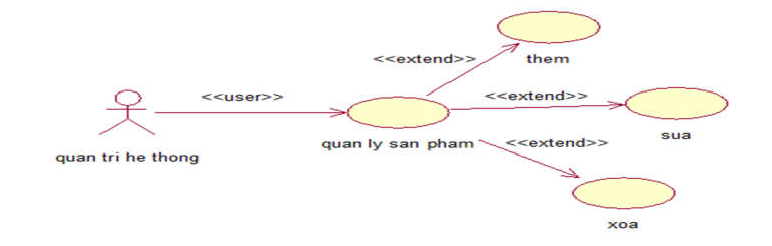 <<extend>>
them
<<user>>
<<extend>>
sua
quan ly san pham
<<extend>>
quan tri he thong
xoa